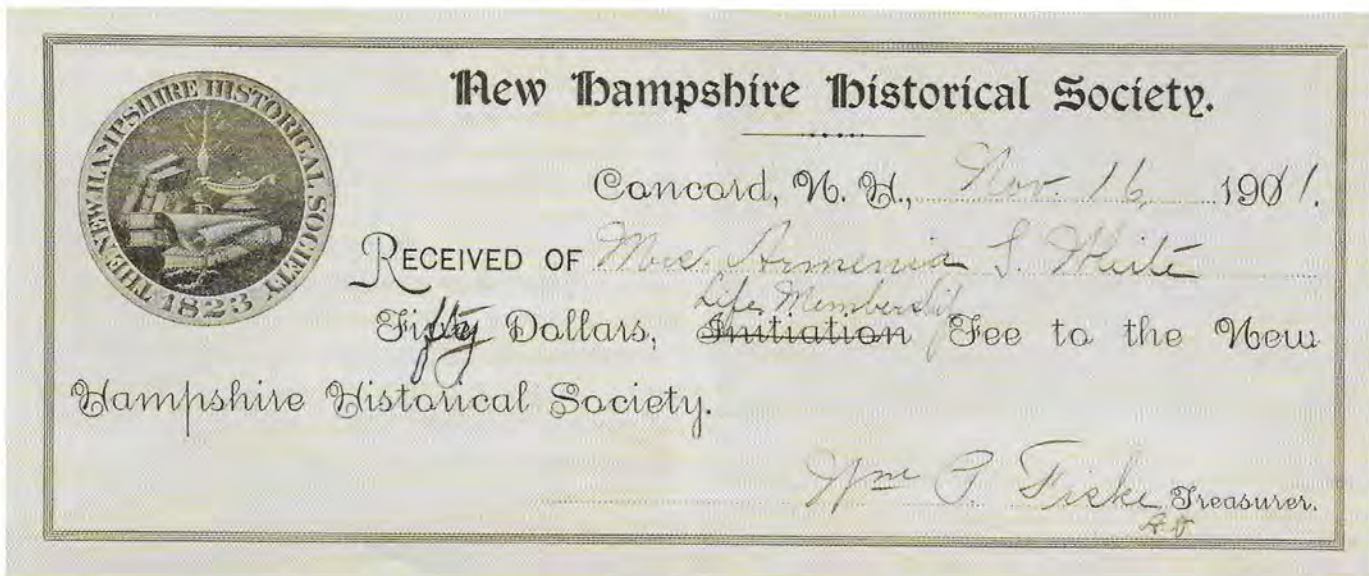 New Hampshire Historical Society.
THE NEW HAMPSHIRE HISTORICAL SOCIETY
1823
Concord, N. H., Nov. 16, 1901.
RECEIVED OF Mrs. Armenia S. White
Life Membership
Fifty Dollars, Initiation Fee to the New
Hampshire Historical Society.
Wm P. Fiske Treasurer.